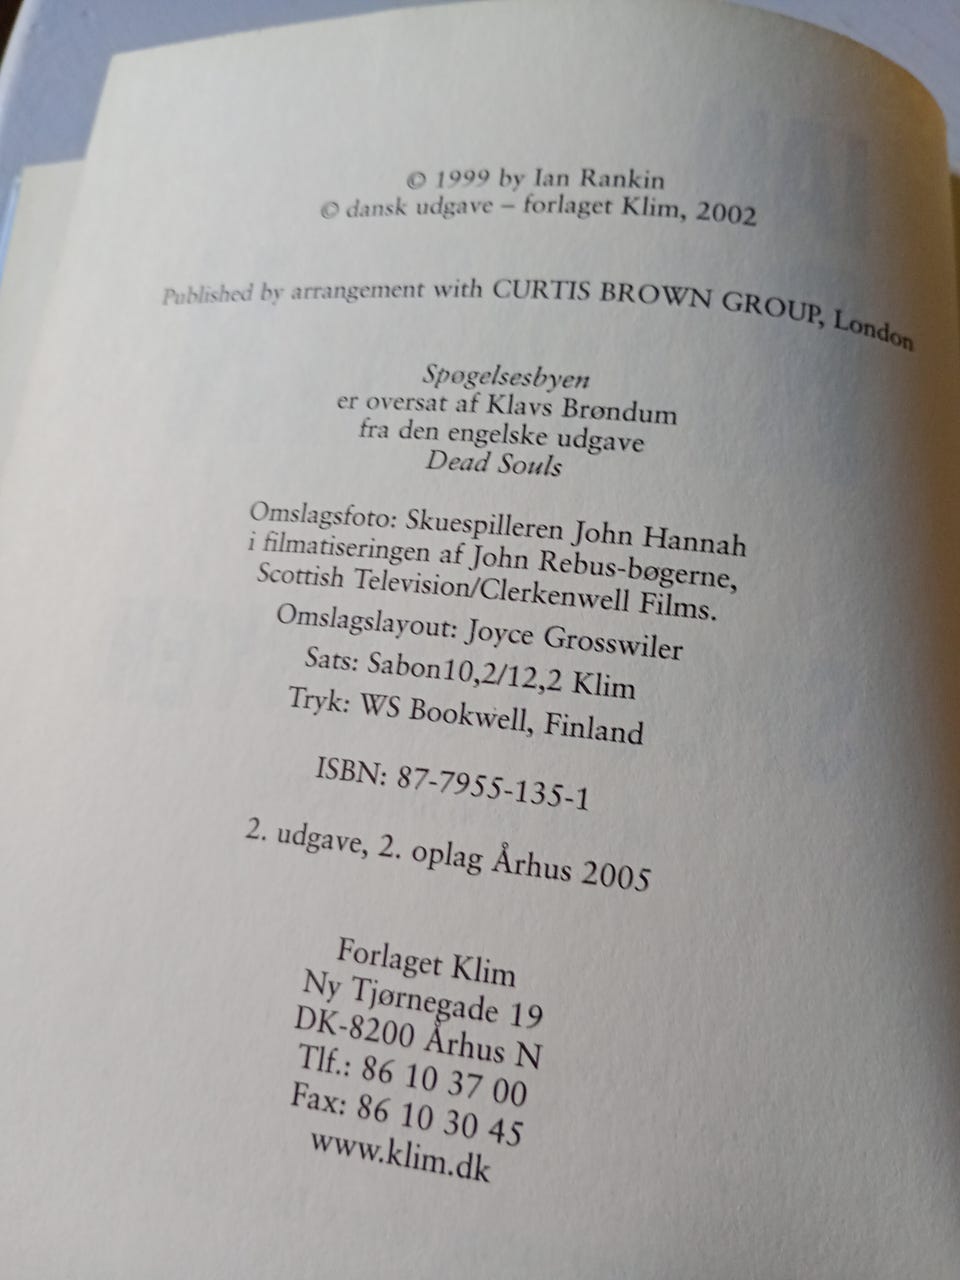 © 1999 by Ian Rankin
© dansk udgave – forlaget Klim, 2002
Published by arrangement with CURTIS BROWN GROUP, London
Spøgelsesbyen
er oversat af Klavs Brøndum
fra den engelske udgave
Dead Souls
Omslagsfoto: Skuespilleren John Hannah
i filmatiseringen af John Rebus-bøgerne,
Scottish Television/Clerkenwell Films.
Omslagslayout: Joyce Grosswiler
Sats: Sabon10,2/12,2 Klim
Tryk: WS Bookwell, Finland
ISBN: 87-7955-135-1
2. udgave, 2. oplag Århus 2005
Forlaget Klim
Ny Tjørnegade 19
DK-8200 Århus N
Tlf.: 86 10 37 00
Fax: 86 10 30 45
www.klim.dk